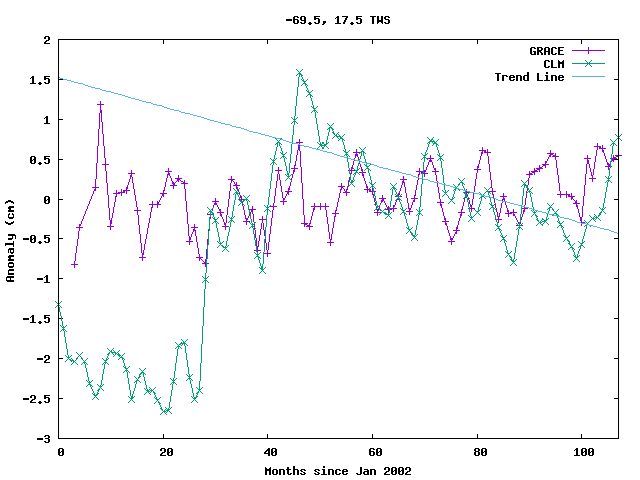 -69.5, 17.5 TWS
GRACE
CLM
Trend Line
2
1.5
1
0.5
0
-0.5
-1
-1.5
-2
-2.5
-3
Anomaly (cm)
0 20 40 60 80 100
Months since Jan 2002